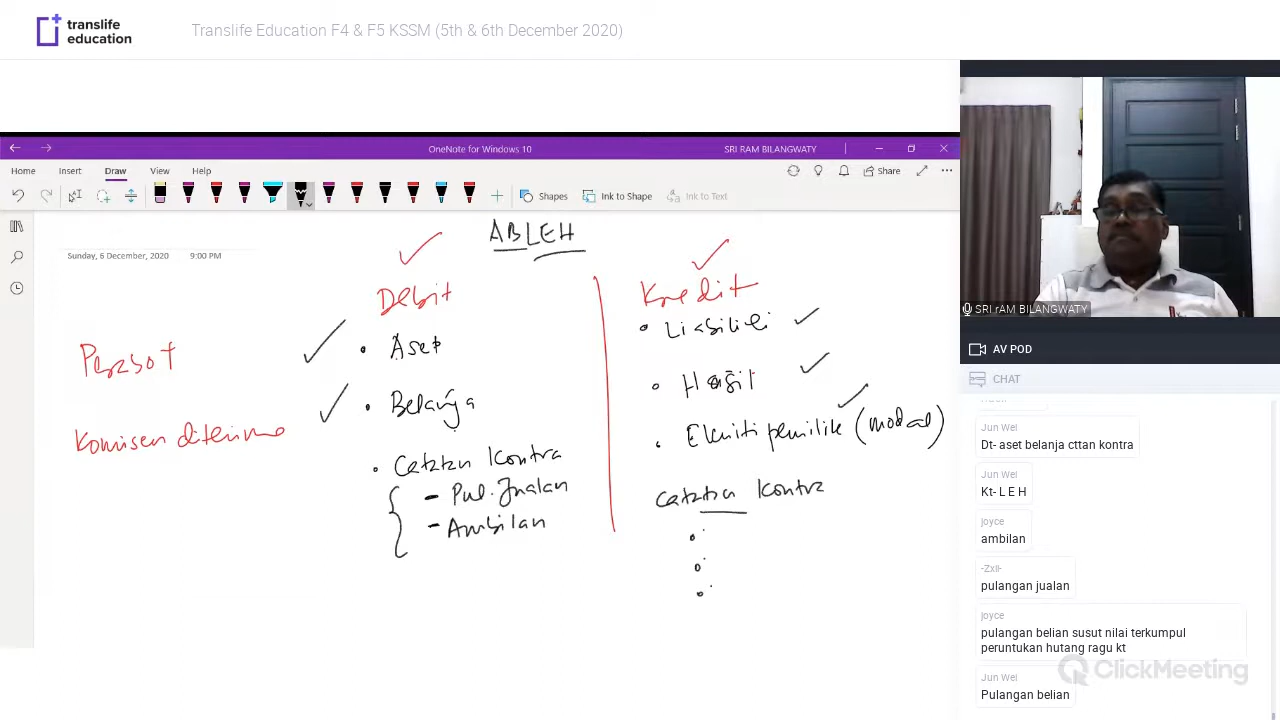 translife
education
Translife Education F4 & F5 KSSM (5th & 6th December 2020)
OneNote for Windows 10
SRI RAM BILANGWATY
Home Insert Draw View Help
Share
Shapes
Ink to Shape
Ink to Text
Sunday, 6 December, 2020 9:00 PM
ABLEH
Debit
Kredit
Perabot
Komisen diterima
• Aset
• Belanja
• Catatan Kontra
- Pul. Jualan
- Ambilan
• Liabiliti
• Hasil
• Ekuiti pemilik (modal)
Catatan Kontra
SRI rAM BILANGWATY
AV POD
CHAT
Jun Wei
Dt- aset belanja cttan kontra
Jun Wei
Kt- L E H
joyce
ambilan
-Zxll-
pulangan jualan
joyce
pulangan belian susut nilai terkumpul
peruntukan hutang ragu kt
Jun Wei
Pulangan belian
ClickMeeting